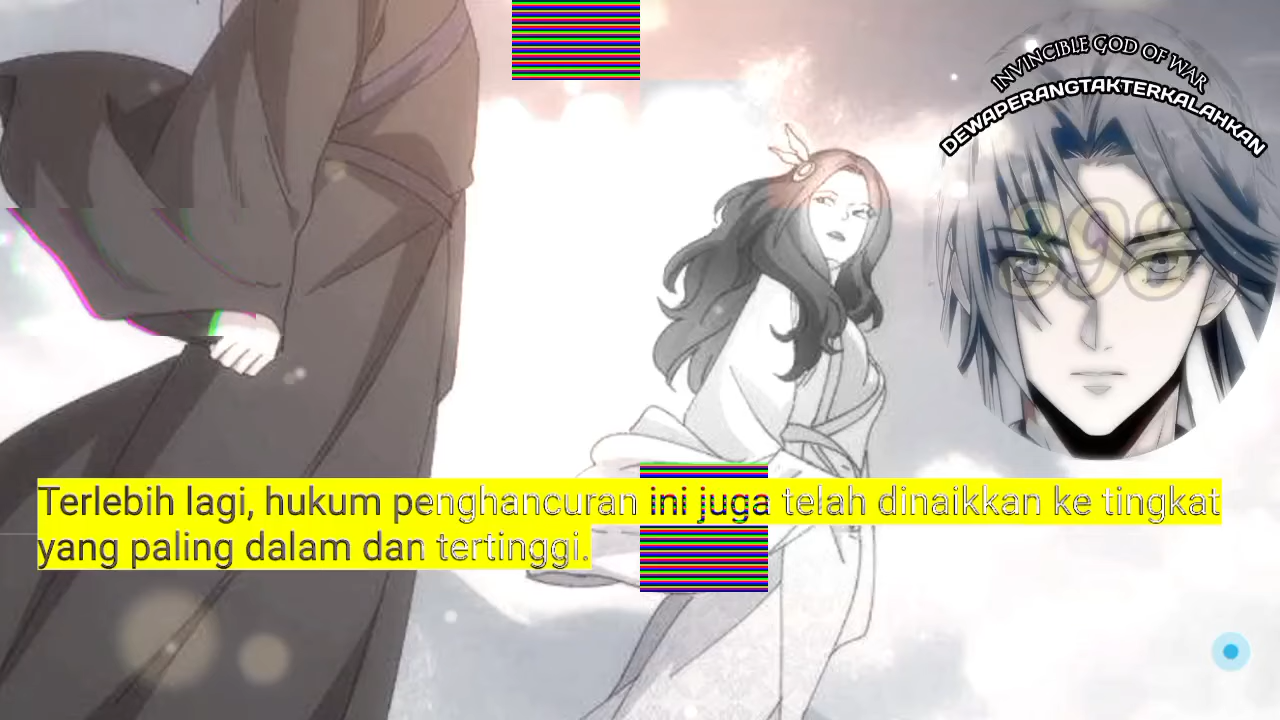 INVINCIBLE GOD OF WAR
DEWAPERANGTAKTERKALAHKAN
898
Terlebih lagi, hukum penghancuran ini juga telah dinaikkan ke tingkat
yang paling dalam dan tertinggi.